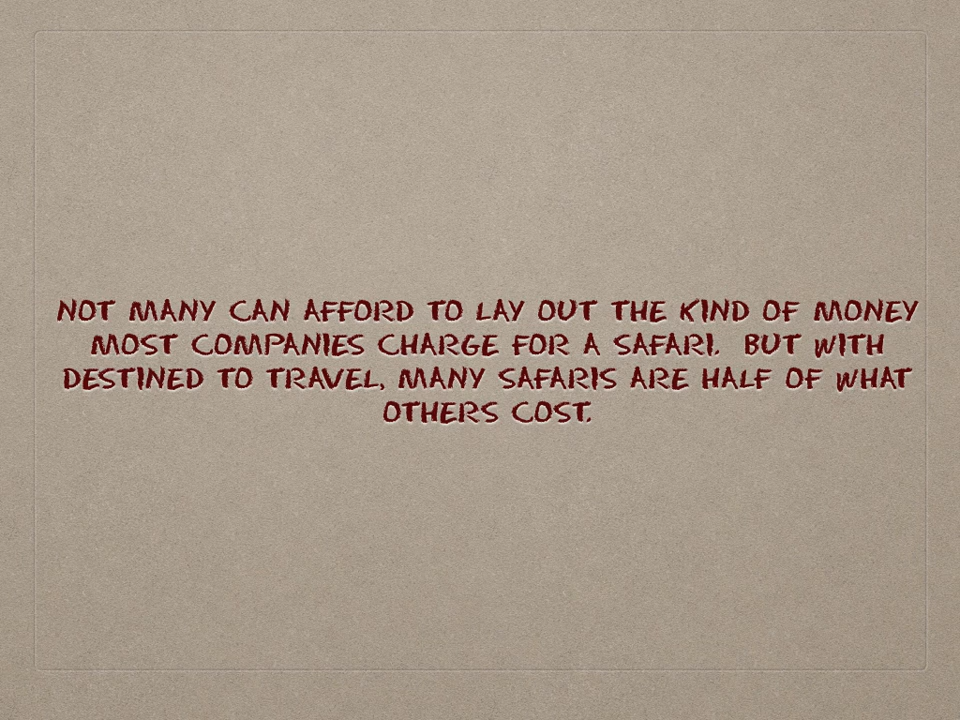 NOT MANY CAN AFFORD TO LAY OUT THE KIND OF MONEY
MOST COMPANIES CHARGE FOR A SAFARI.  BUT WITH
DESTINED TO TRAVEL, MANY SAFARIS ARE HALF OF WHAT
OTHERS COST.